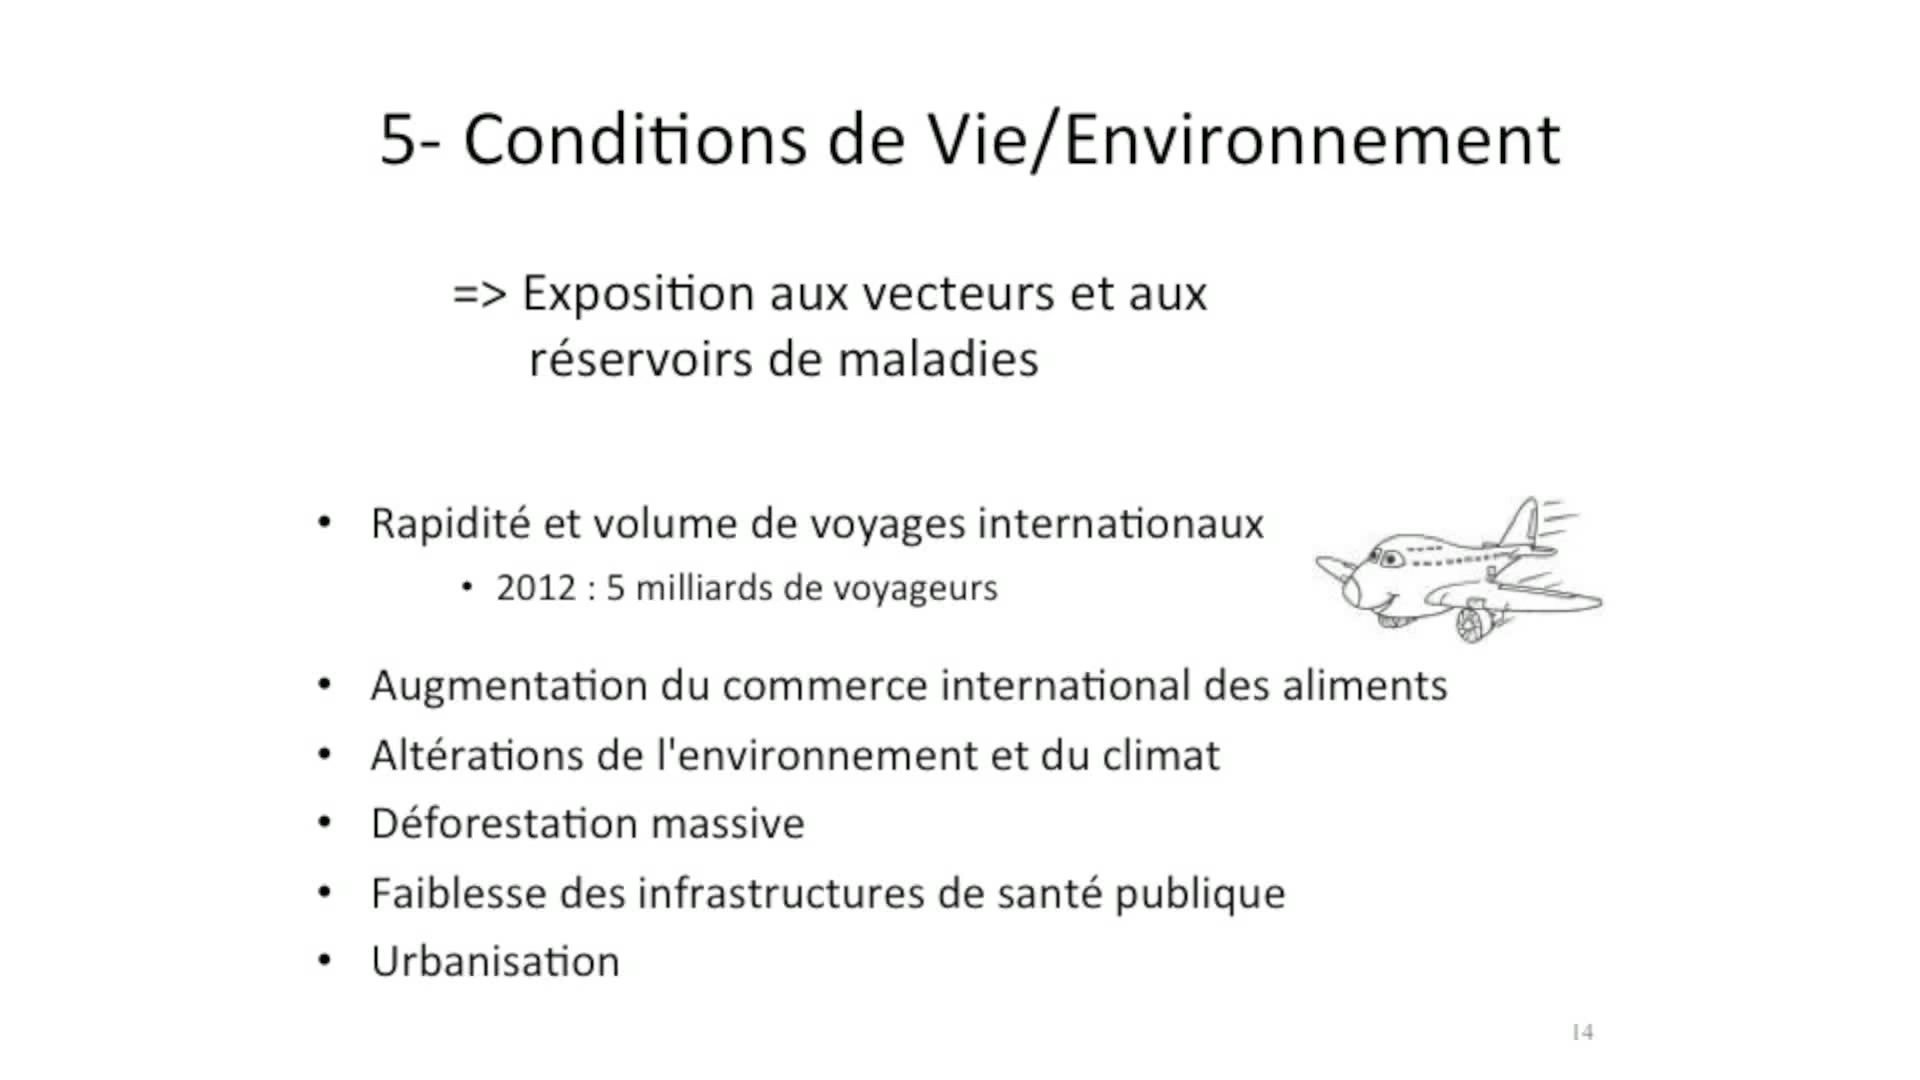 5- Conditions de Vie/Environnement
=> Exposition aux vecteurs et aux
réservoirs de maladies
• Rapidité et volume de voyages internationaux
• 2012 : 5 milliards de voyageurs
• Augmentation du commerce international des aliments
• Altérations de l'environnement et du climat
• Déforestation massive
• Faiblesse des infrastructures de santé publique
• Urbanisation
14